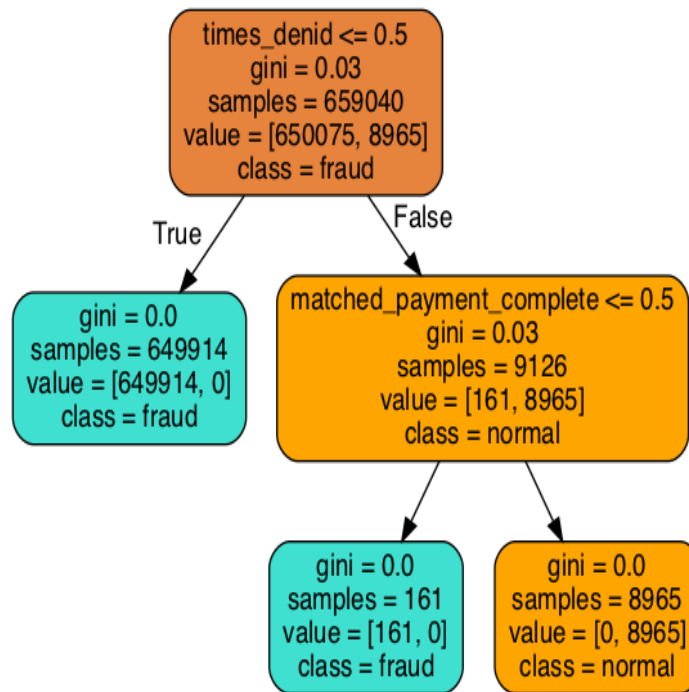 times_denid <= 0.5
gini = 0.03
samples = 659040
value = [650075, 8965]
class = fraud
True
False
gini = 0.0
samples = 649914
value = [649914, 0]
class = fraud
matched_payment_complete <= 0.5
gini = 0.03
samples = 9126
value = [161, 8965]
class = normal
gini = 0.0
samples = 161
value = [161, 0]
class = fraud
gini = 0.0
samples = 8965
value = [0, 8965]
class = normal